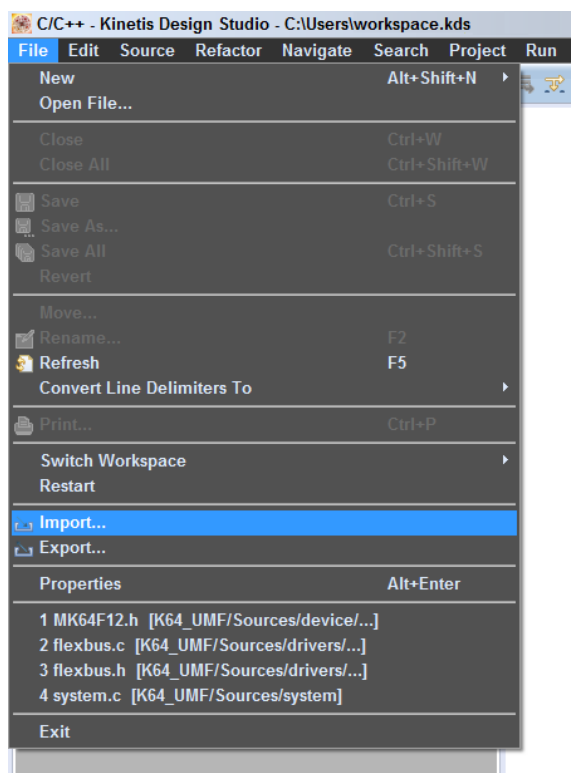 C/C++ - Kinetis Design Studio - C:\Users\workspace.kds
File Edit Source Refactor Navigate Search Project Run
New Alt+Shift+N
Open File...
Close Ctrl+W
Close All Ctrl+Shift+W
Save Ctrl+S
Save As...
Save All Ctrl+Shift+S
Revert
Move...
Rename... F2
Refresh F5
Convert Line Delimiters To
Print... Ctrl+P
Switch Workspace
Restart
Import...
Export...
Properties Alt+Enter
1 MK64F12.h [K64_UMF/Sources/device/...]
2 flexbus.c [K64_UMF/Sources/drivers/...]
3 flexbus.h [K64_UMF/Sources/drivers/...]
4 system.c [K64_UMF/Sources/system]
Exit